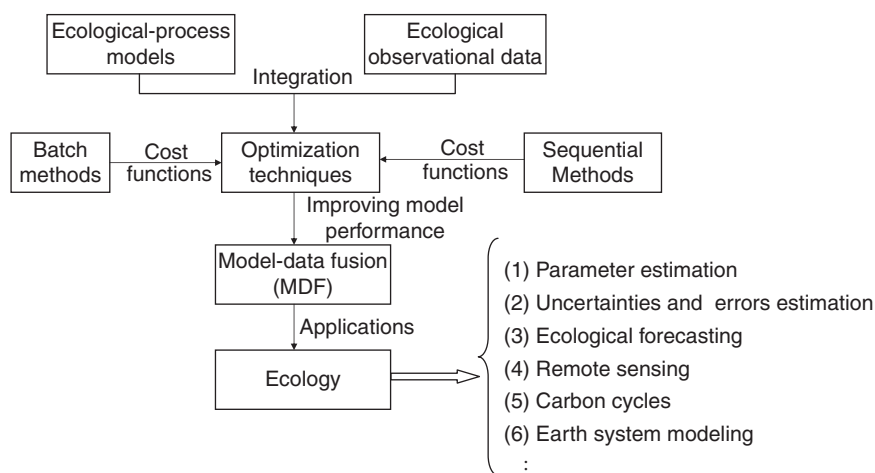 Ecological-process
models
Ecological
observational data
Integration
Batch
methods
Cost
functions
Optimization
techniques
Cost
functions
Sequential
Methods
Improving model
performance
Model-data fusion
(MDF)
Applications
Ecology
(1) Parameter estimation
(2) Uncertainties and errors estimation
(3) Ecological forecasting
(4) Remote sensing
(5) Carbon cycles
(6) Earth system modeling
: